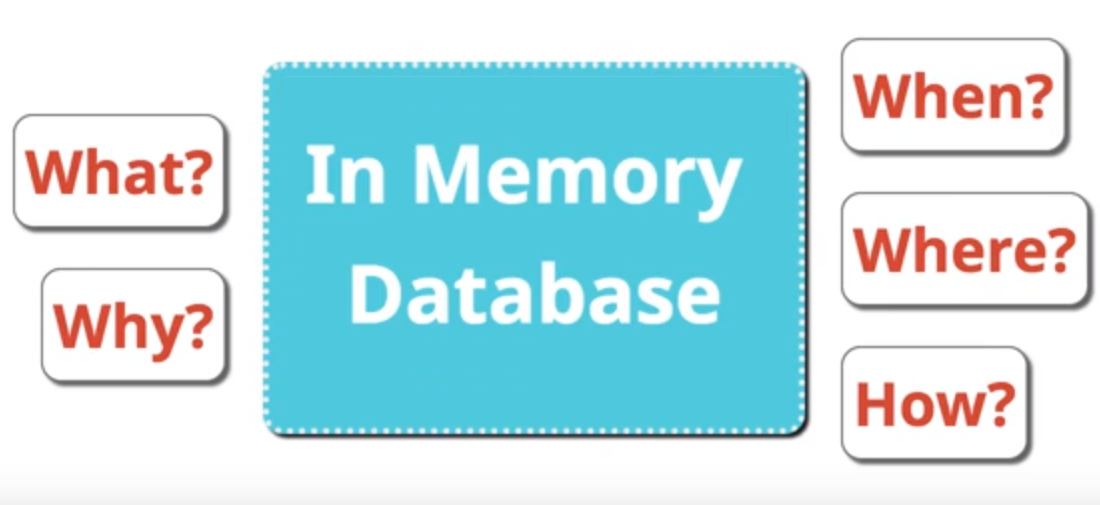 What?
Why?
In Memory
Database
When?
Where?
How?